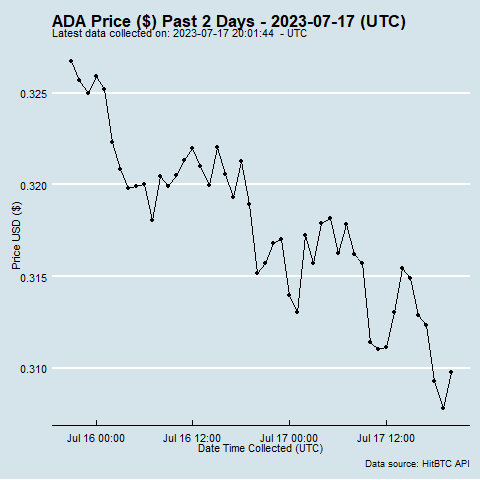 ADA Price ($) Past 2 Days - 2023-07-17 (UTC)
Latest data collected on: 2023-07-17 20:01:44 - UTC
0.325
0.320
0.315
0.310
Price USD ($)
Jul 16 00:00 Jul 16 12:00 Jul 17 00:00 Jul 17 12:00
Date Time Collected (UTC)
Data source: HitBTC API